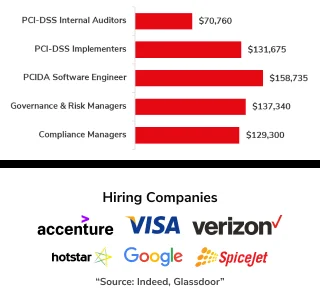 PCI-DSS Internal Auditors $70,760
PCI-DSS Implementers $131,675
PCIDA Software Engineer $158,735
Governance & Risk Managers $137,340
Compliance Managers $129,300
Hiring Companies
accenture VISA verizon
hotstar Google SpiceJet
“Source: Indeed, Glassdoor”